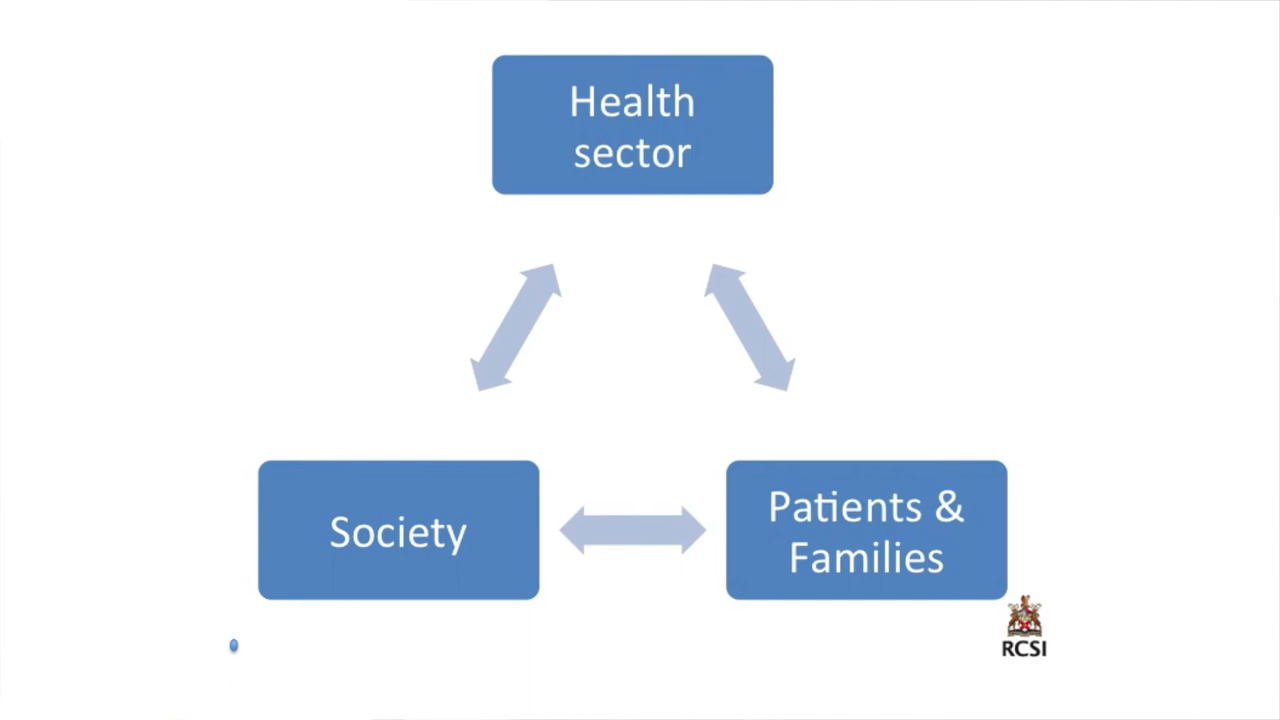 Health
sector
Society
Patients &
Families
RCSI